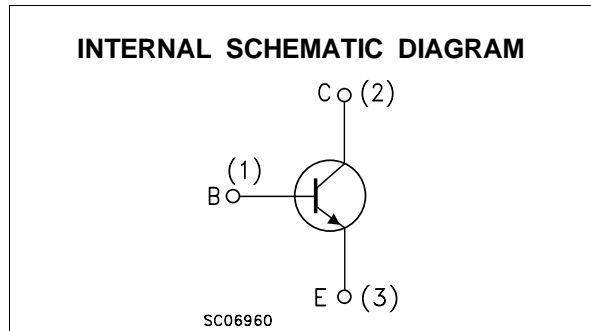 INTERNAL SCHEMATIC DIAGRAM
C (2)
(1)
B
E (3)
SC06960